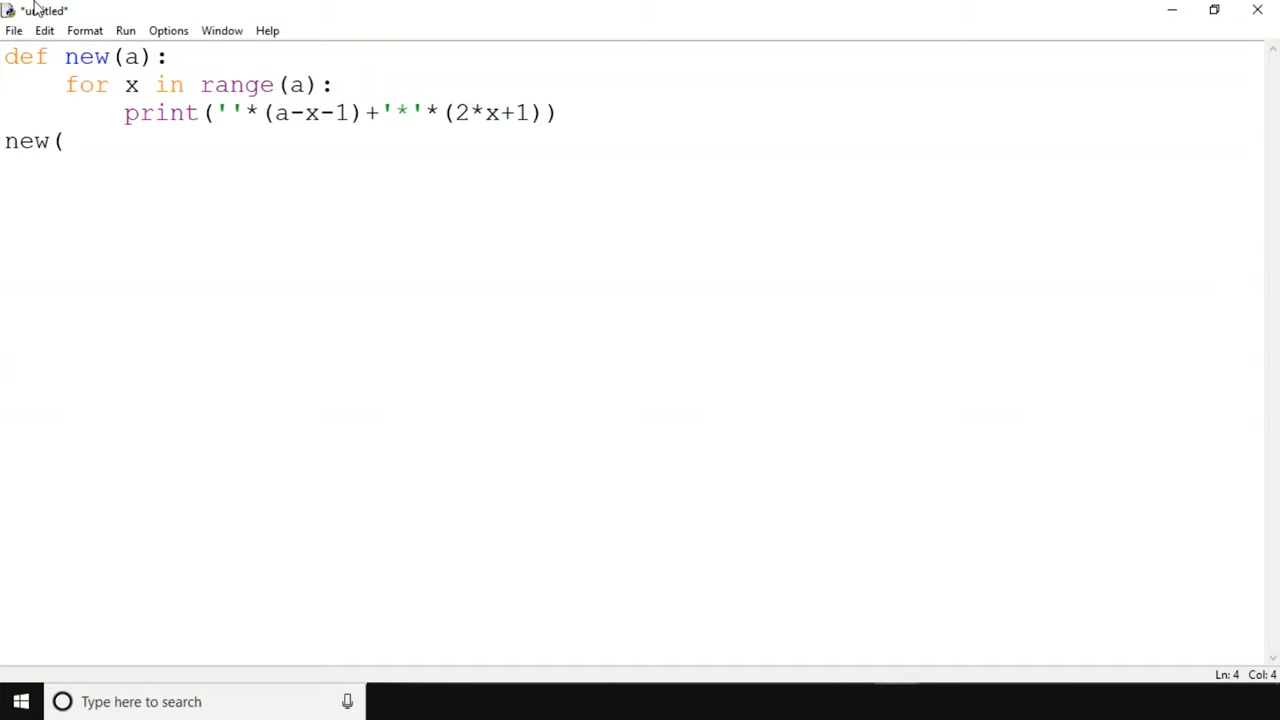 *untitled*
File Edit Format Run Options Window Help
def new(a):
    for x in range(a):
        print(''*(a-x-1)+'*'*(2*x+1))
new(
Ln: 4 Col: 4
Type here to search